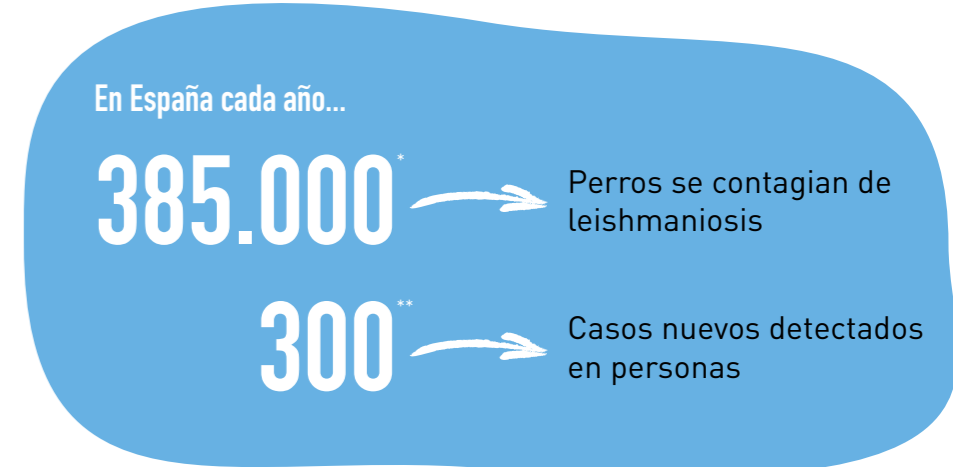 En España cada año...
385.000*
Perros se contagian de
leishmaniosis
300**
Casos nuevos detectados
en personas